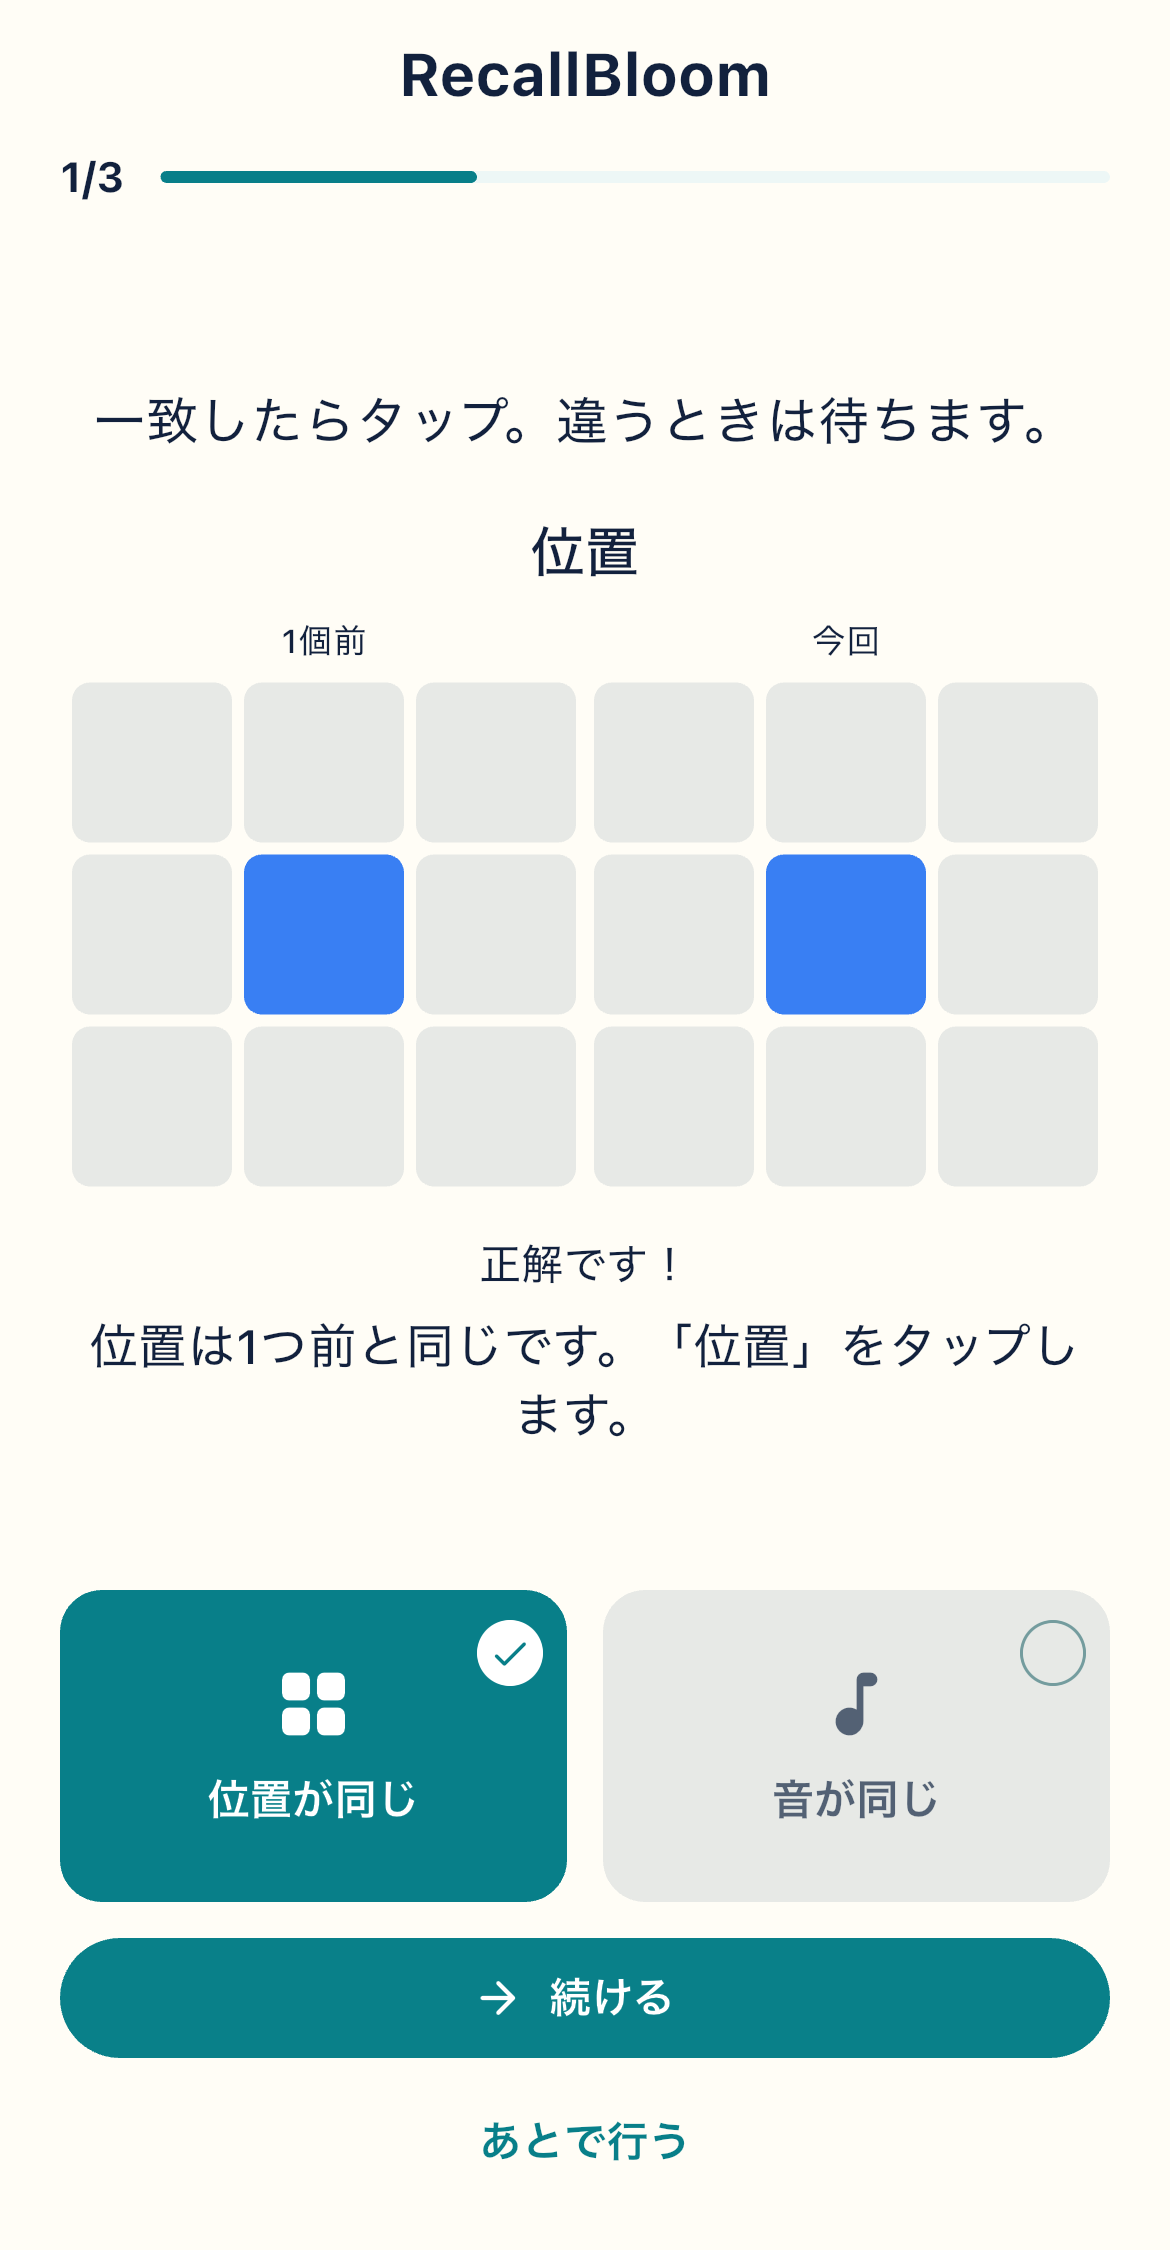 RecallBloom
1/3
一致したらタップ。違うときは待ちます。
位置
1個前
今回
正解です！
位置は1つ前と同じです。「位置」をタップし
ます。
位置が同じ
音が同じ
続ける
あとで行う